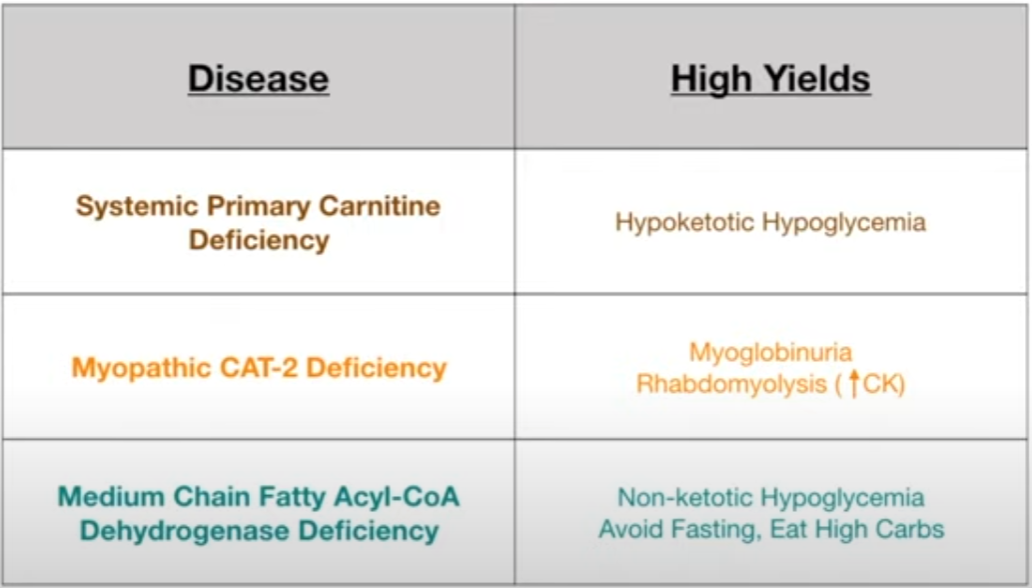 Disease
High Yields
Systemic Primary Carnitine
Deficiency
Hypoketotic Hypoglycemia
Myopathic CAT-2 Deficiency
Myoglobinuria
Rhabdomyolysis (↑CK)
Medium Chain Fatty Acyl-CoA
Dehydrogenase Deficiency
Non-ketotic Hypoglycemia
Avoid Fasting, Eat High Carbs